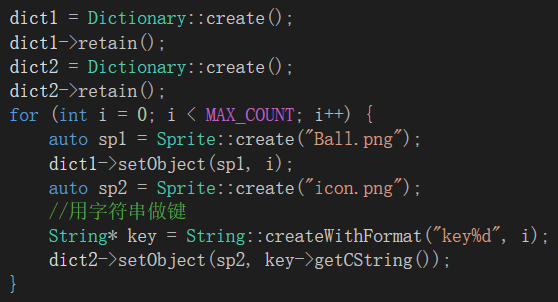 dict1 = Dictionary::create();
dict1->retain();
dict2 = Dictionary::create();
dict2->retain();
for (int i = 0; i < MAX_COUNT; i++) {
    auto sp1 = Sprite::create("Ball.png");
    dict1->setObject(sp1, i);
    auto sp2 = Sprite::create("icon.png");
    //用字符串做键
    String* key = String::createWithFormat("key%d", i);
    dict2->setObject(sp2, key->getCString());
}